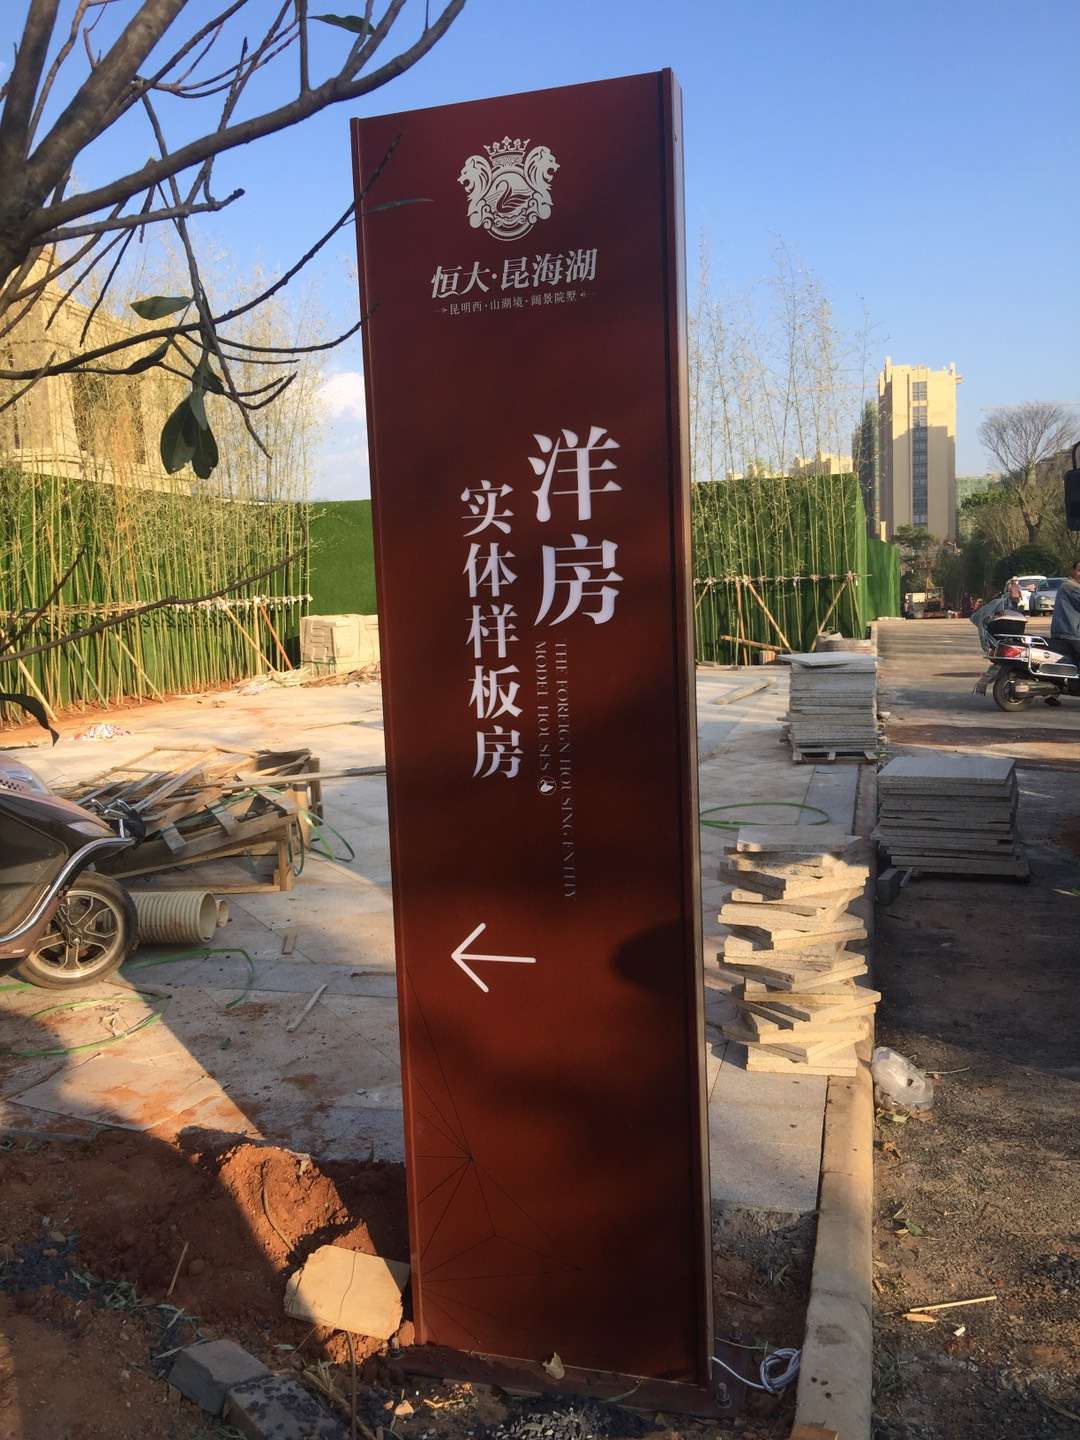 恒大·昆海湖
昆明西·山湖境·阔景院墅
洋房
实体样板房
THE FOREIGN HOUSING ENTITY
MODEL HOUSES